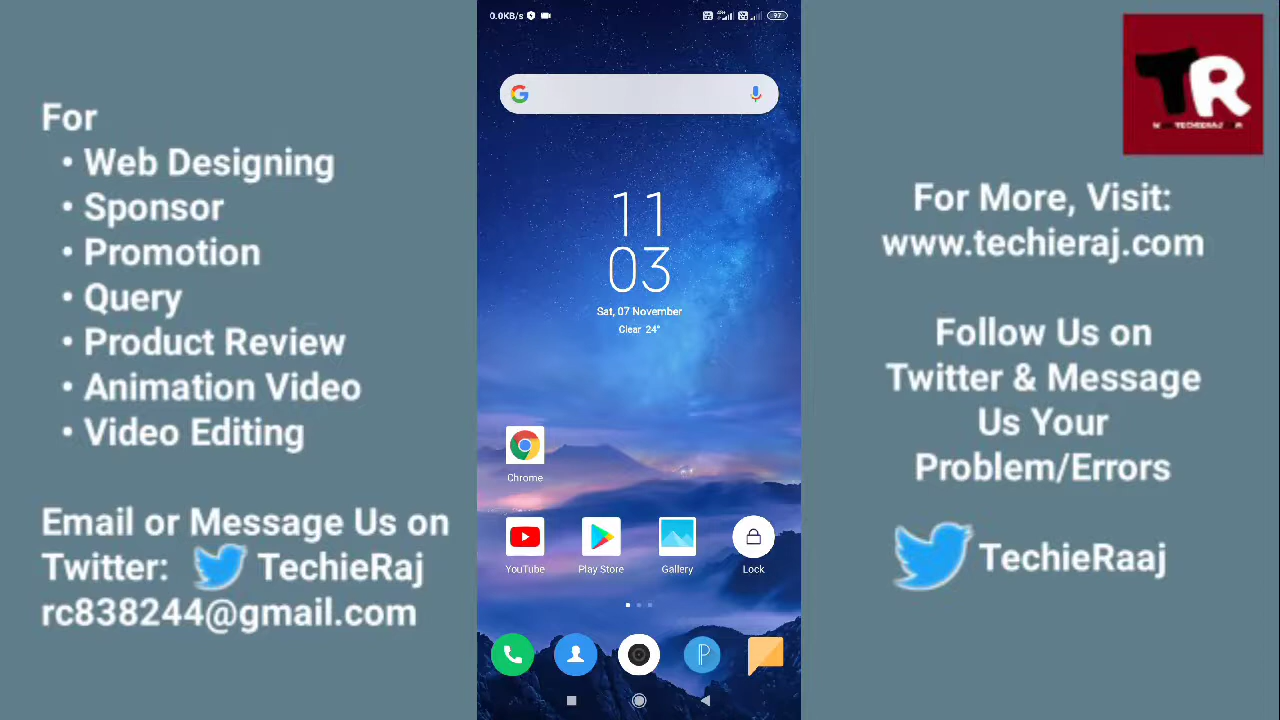 For
• Web Designing
• Sponsor
• Promotion
• Query
• Product Review
• Animation Video
• Video Editing
Email or Message Us on
Twitter: TechieRaj
rc838244@gmail.com
0.0KB/s
97
11
03
Sat, 07 November
Clear 24°
Chrome
YouTube
Play Store
Gallery
Lock
TR
For More, Visit:
www.techieraj.com
Follow Us on
Twitter & Message
Us Your
Problem/Errors
TechieRaaj